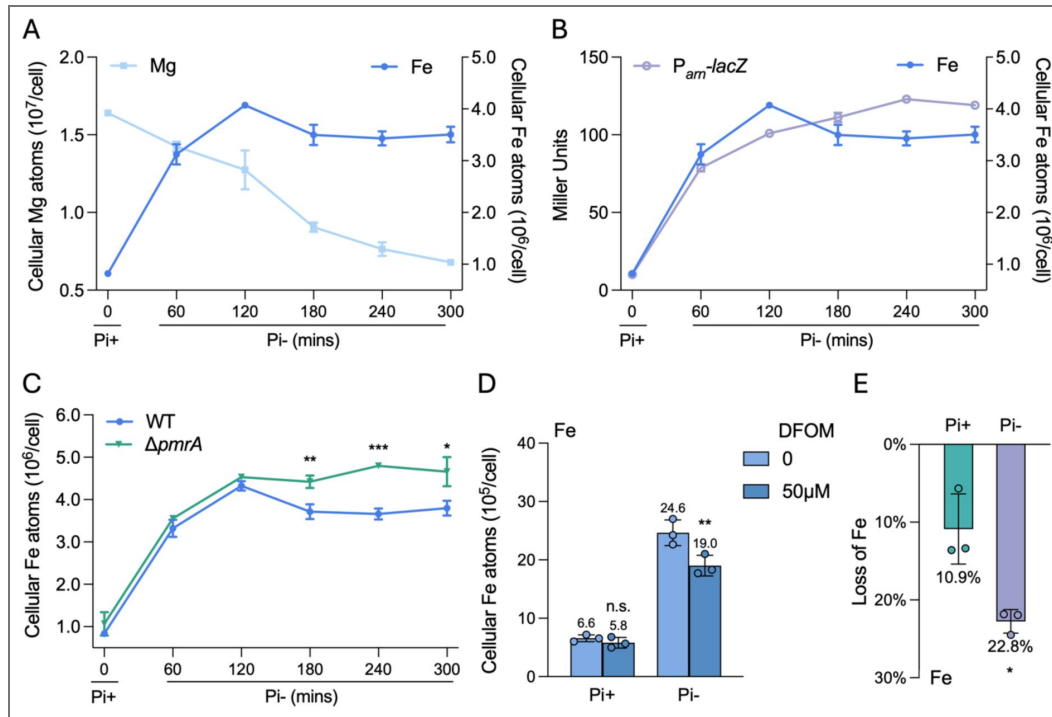 A
Mg
Fe
Cellular Mg atoms (10⁷/cell)
2.0
1.5
1.0
0.5
Cellular Fe atoms (10⁶/cell)
5.0
4.0
3.0
2.0
1.0
0 60 120 180 240 300
Pi+ Pi- (mins)
B
P_arn-lacZ
Fe
Miller Units
150
100
50
0
Cellular Fe atoms (10⁶/cell)
5.0
4.0
3.0
2.0
1.0
0 60 120 180 240 300
Pi+ Pi- (mins)
C
WT
ΔpmrA
Cellular Fe atoms (10⁶/cell)
6.0
5.0
4.0
3.0
2.0
1.0
** *** *
0 60 120 180 240 300
Pi+ Pi- (mins)
D
Fe
DFOM
0
50μM
Cellular Fe atoms (10⁵/cell)
40
30
20
10
0
24.6
**
19.0
n.s.
6.6 5.8
Pi+ Pi-
E
Pi+ Pi-
Loss of Fe
0%
10%
20%
30%
10.9%
22.8%
*
Fe